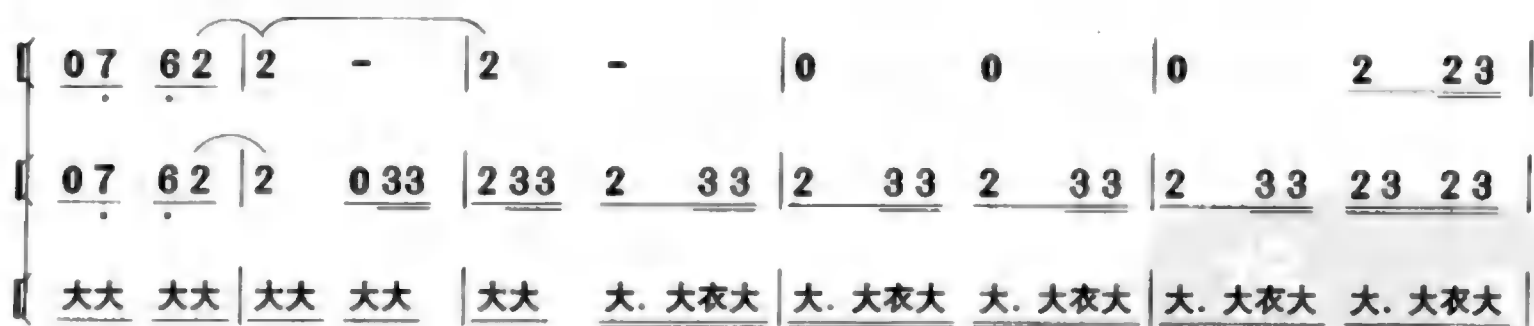 0 7 6 2 | 2 - | 2 - | 0 0 | 0 2 2 3 |
0 7 6 2 | 2 0 3 3 | 2 3 3 2 3 3 | 2 3 3 2 3 3 | 2 3 3 2 3 2 3 |
大大 大大 | 大大 大大 | 大大 大. 大衣大 | 大. 大衣大 大. 大衣大 | 大. 大衣大 大. 大衣大 |